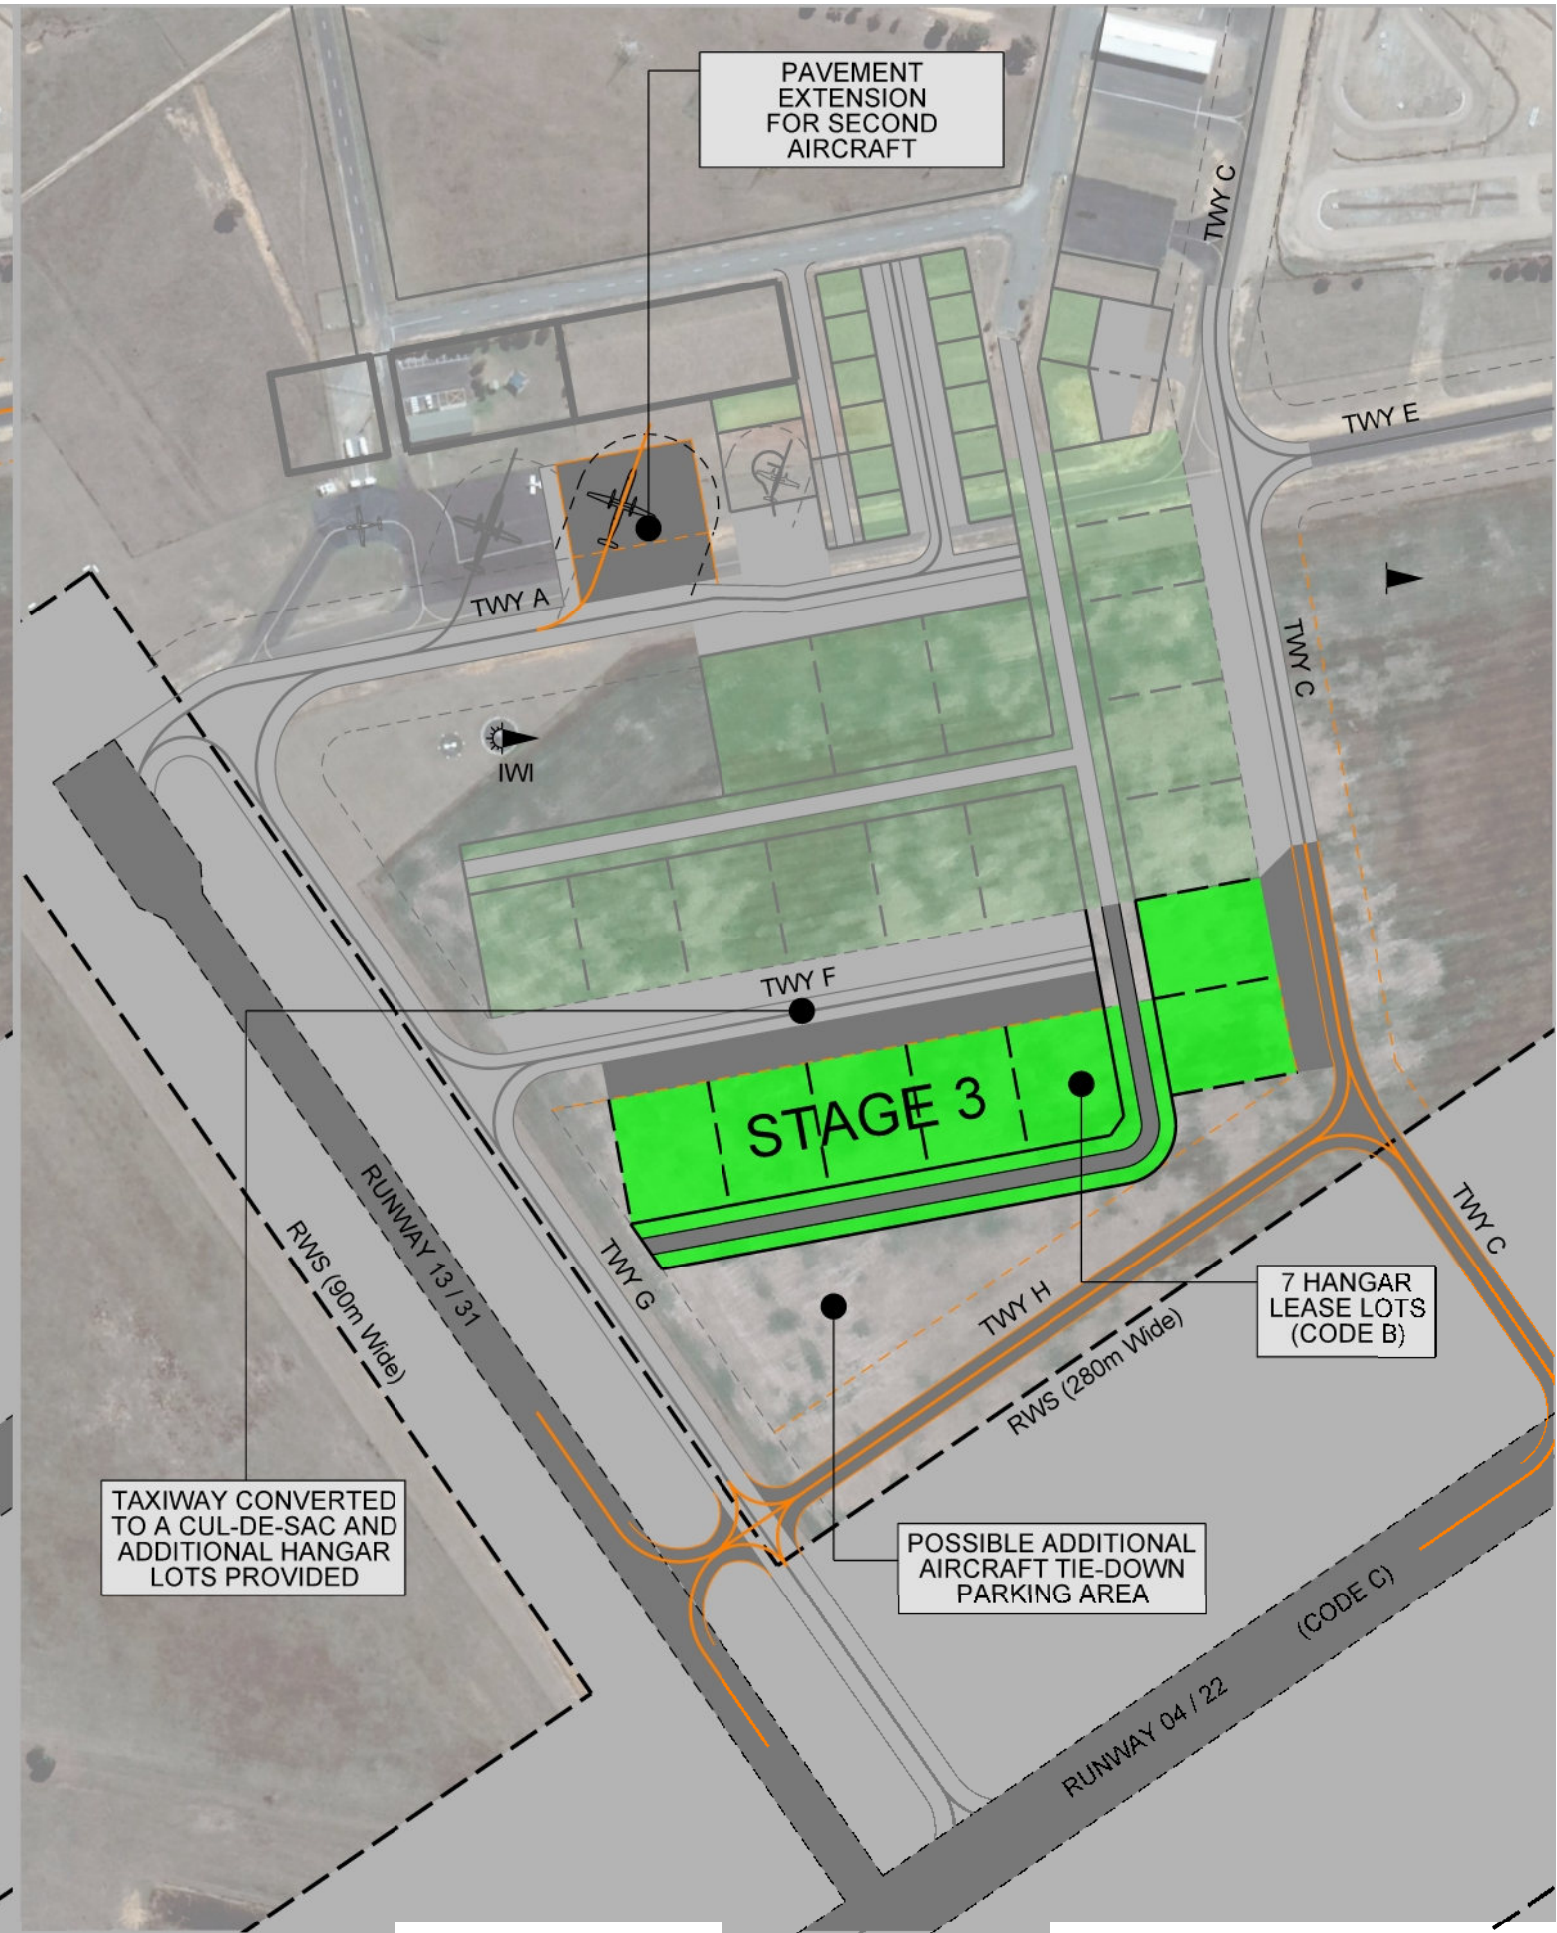 PAVEMENT
EXTENSION
FOR SECOND
AIRCRAFT
TWY C
TWY E
TWY A
TWY C
IWI
TWY F
STAGE 3
RUNWAY 13 / 31
RWS (90m Wide)
TWY G
TWY C
TWY H
7 HANGAR
LEASE LOTS
(CODE B)
RWS (280m Wide)
TAXIWAY CONVERTED
TO A CUL-DE-SAC AND
ADDITIONAL HANGAR
LOTS PROVIDED
POSSIBLE ADDITIONAL
AIRCRAFT TIE-DOWN
PARKING AREA
(CODE C)
RUNWAY 04 / 22